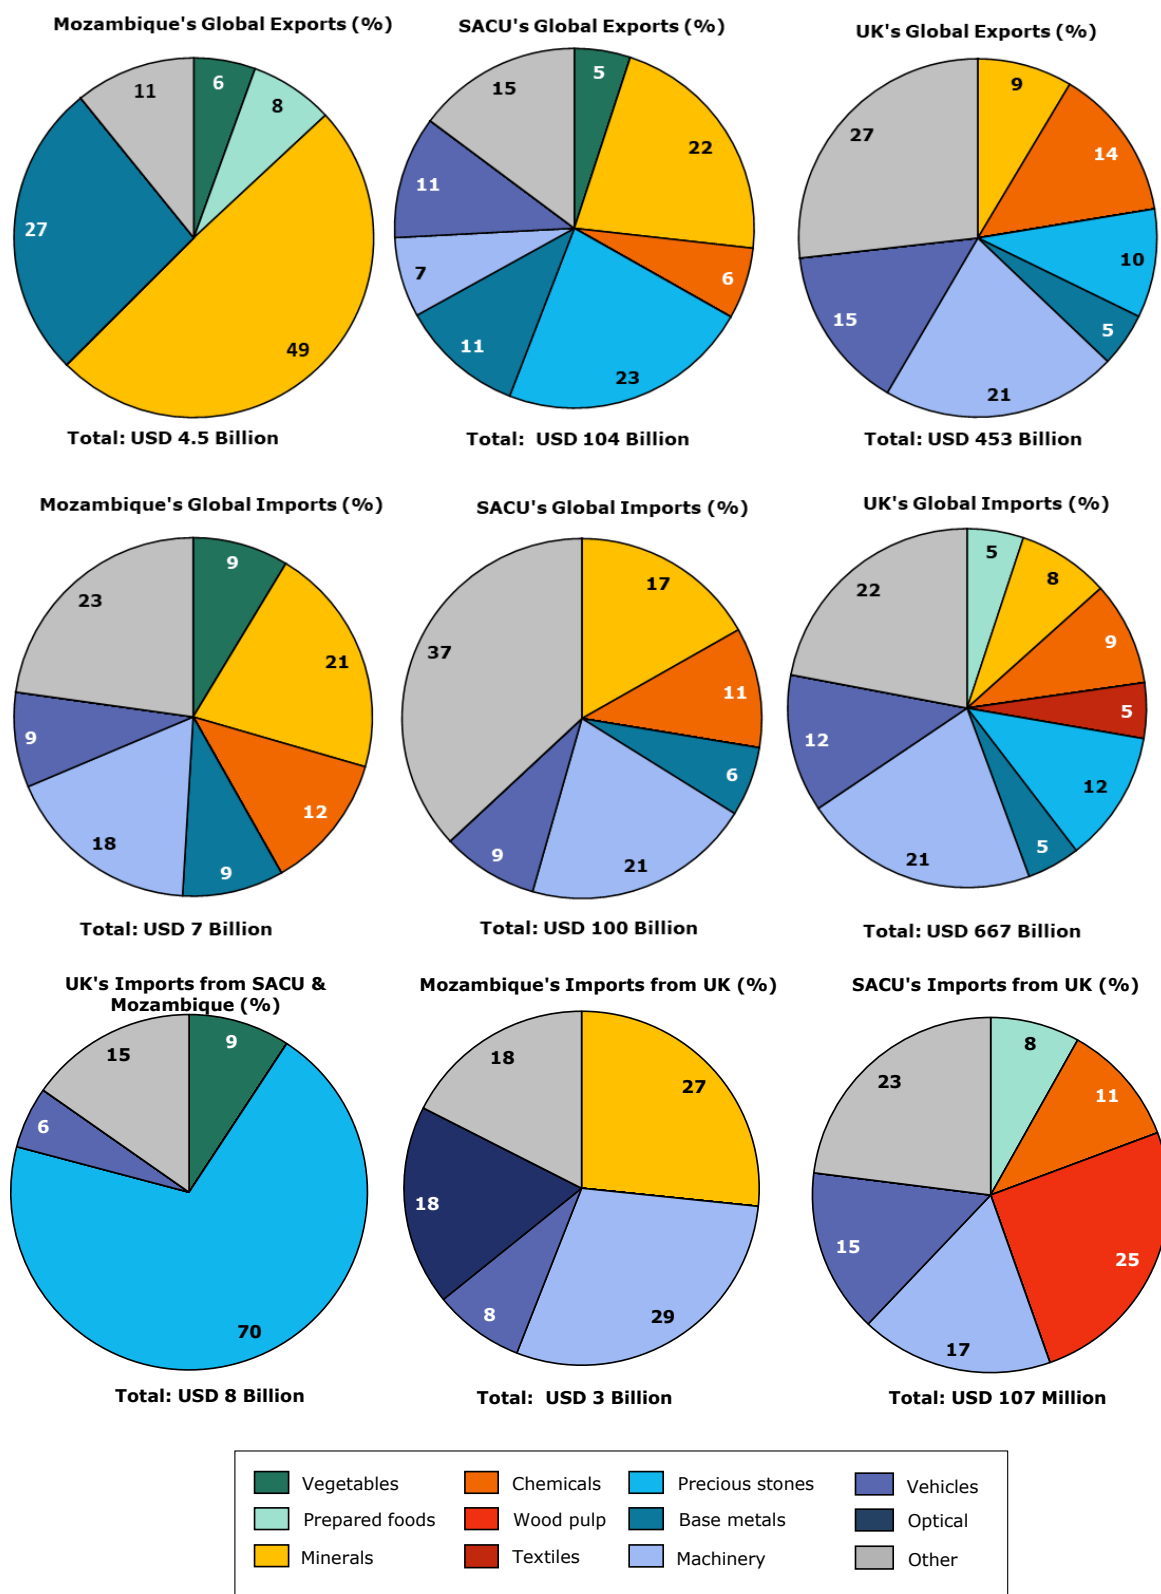 Mozambique's Global Exports (%)
SACU's Global Exports (%)
UK's Global Exports (%)
11
6
8
27
49
15
5
22
11
7
6
11
23
27
9
14
10
15
5
21
Total: USD 4.5 Billion
Total: USD 104 Billion
Total: USD 453 Billion
Mozambique's Global Imports (%)
SACU's Global Imports (%)
UK's Global Imports (%)
23
9
21
9
12
18
9
37
17
11
6
9
21
22
5
8
9
5
12
12
5
21
Total: USD 7 Billion
Total: USD 100 Billion
Total: USD 667 Billion
UK's Imports from SACU &
Mozambique (%)
Mozambique's Imports from UK (%)
SACU's Imports from UK (%)
15
9
6
70
18
27
18
8
29
23
8
11
15
25
17
Total: USD 8 Billion
Total: USD 3 Billion
Total: USD 107 Million
Vegetables
Chemicals
Precious stones
Vehicles
Prepared foods
Wood pulp
Base metals
Optical
Minerals
Textiles
Machinery
Other